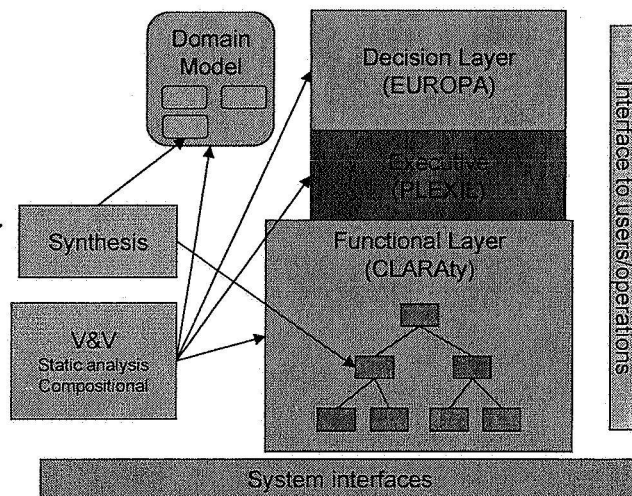 Domain
Model
Decision Layer
(EUROPA)
Executive
(PLEXIL)
Synthesis
Functional Layer
(CLARAty)
V&V
Static analysis
Compositional
Interface to users/operations
System interfaces